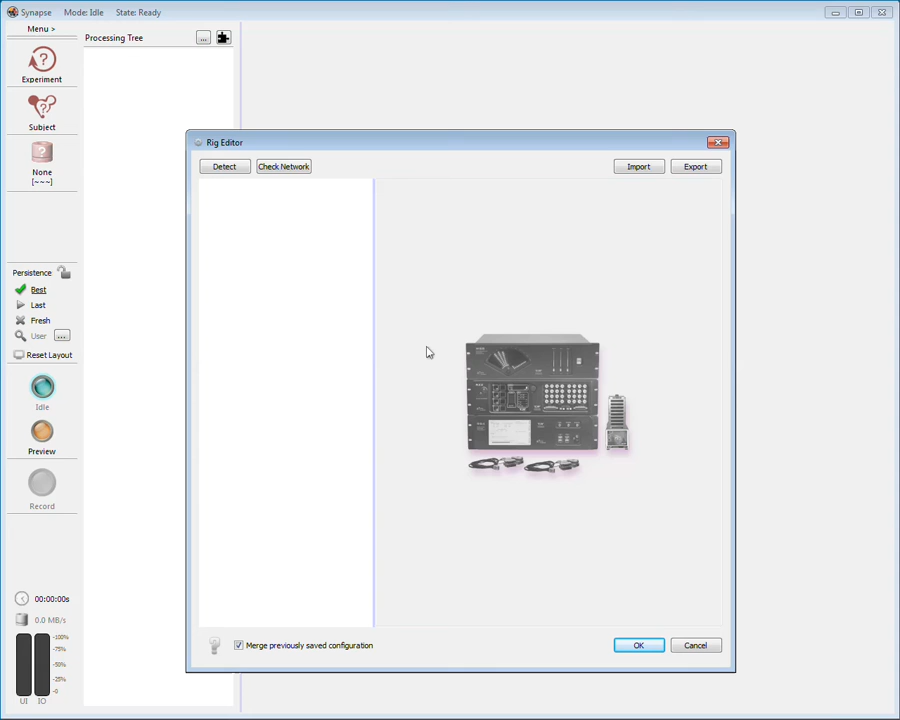 Synapse Mode: Idle State: Ready
Menu >
Processing Tree
...
Experiment
Subject
None
[~~~]
Rig Editor
Detect
Check Network
Import
Export
Persistence
Best
Last
Fresh
User
...
Reset Layout
Idle
Preview
Record
00:00:00s
0.0 MB/s
-100%
-75%
-50%
-25%
-0
UI IO
Merge previously saved configuration
OK
Cancel